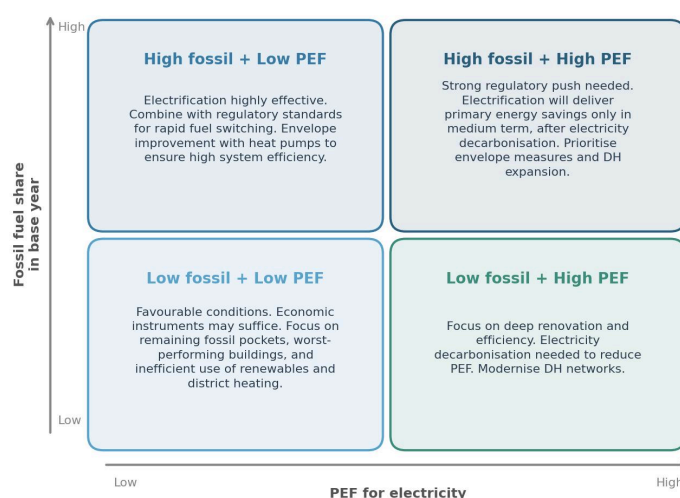 High
High fossil + Low PEF
Electrification highly effective.
Combine with regulatory standards
for rapid fuel switching. Envelope
improvement with heat pumps to
ensure high system efficiency.
High fossil + High PEF
Strong regulatory push needed.
Electrification will deliver
primary energy savings only in
medium term, after electricity
decarbonisation. Prioritise
envelope measures and DH
expansion.
Fossil fuel share
in base year
Low fossil + Low PEF
Favourable conditions. Economic
instruments may suffice. Focus on
remaining fossil pockets, worst-
performing buildings, and
inefficient use of renewables and
district heating.
Low fossil + High PEF
Focus on deep renovation and
efficiency. Electricity
decarbonisation needed to reduce
PEF. Modernise DH networks.
Low
Low
High
PEF for electricity